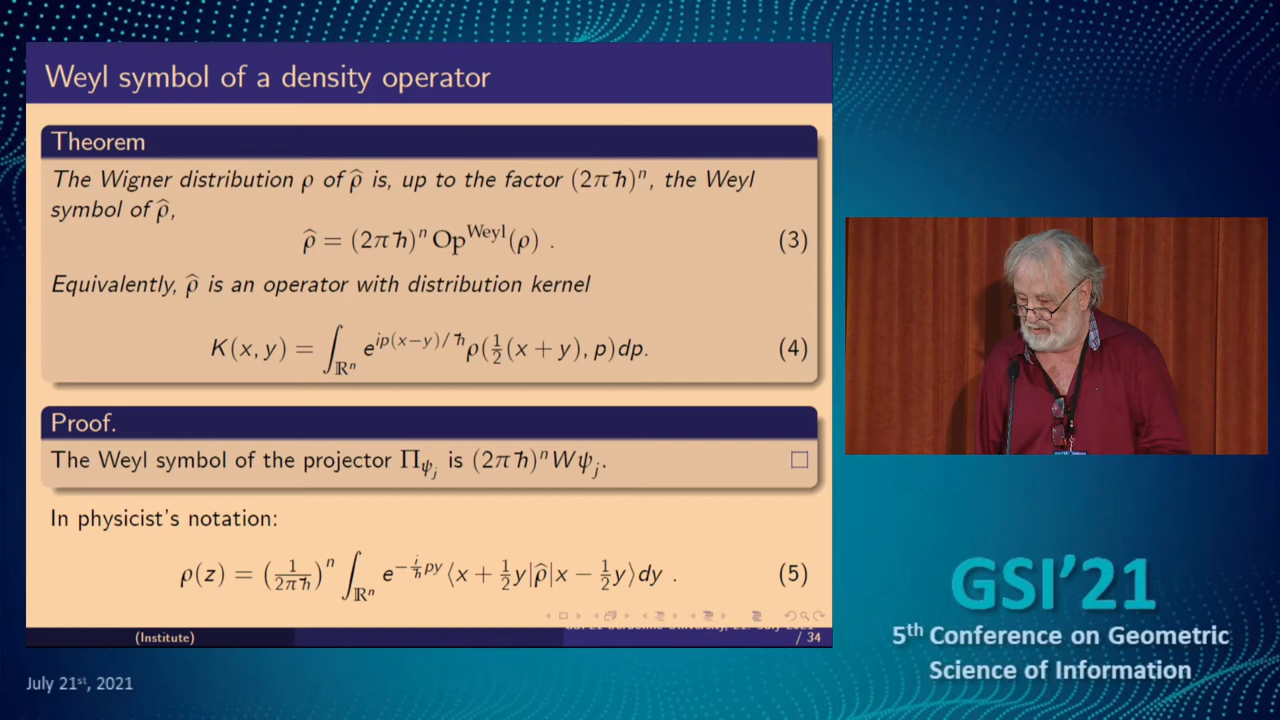 Weyl symbol of a density operator
Theorem
The Wigner distribution ρ of ρ̂ is, up to the factor (2πħ)ⁿ, the Weyl
symbol of ρ̂,
ρ̂ = (2πħ)ⁿ Op^Weyl(ρ) . (3)
Equivalently, ρ̂ is an operator with distribution kernel
K(x, y) = ∫_ℝⁿ e^{ip(x−y)/ħ} ρ(½(x + y), p)dp. (4)
Proof.
The Weyl symbol of the projector Π_ψⱼ is (2πħ)ⁿ Wψⱼ. □
In physicist's notation:
ρ(z) = (1/2πħ)ⁿ ∫_ℝⁿ e^{−(i/ħ)py} ⟨x + ½y|ρ̂|x − ½y⟩dy . (5)
(Institute)
/ 34
GSI'21
5th Conference on Geometric
Science of Information
July 21st, 2021